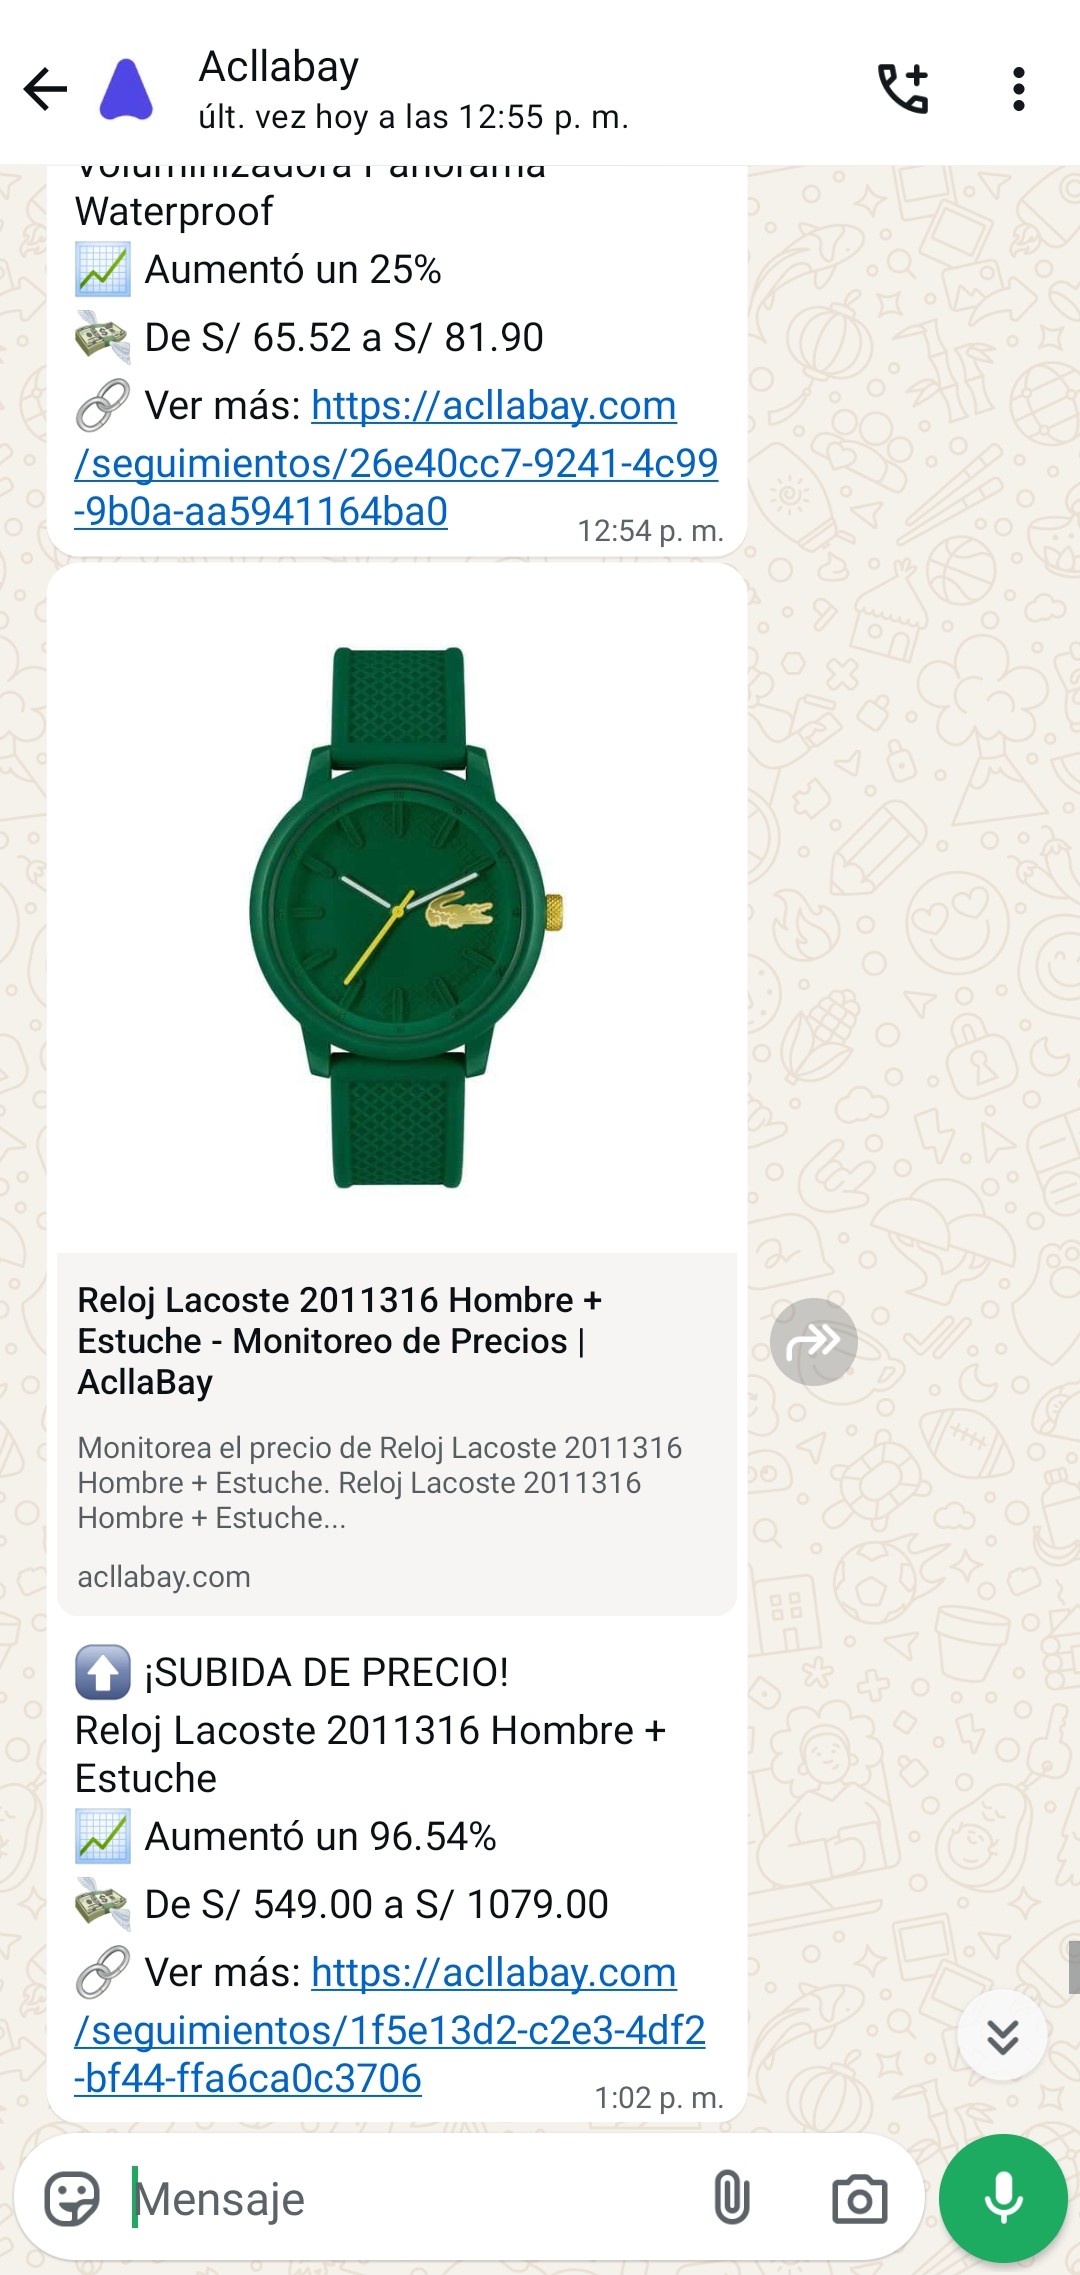 Acllabay
últ. vez hoy a las 12:55 p. m.
Voluminizadora Panorama
Waterproof
Aumentó un 25%
De S/ 65.52 a S/ 81.90
Ver más: https://acllabay.com
/seguimientos/26e40cc7-9241-4c99
-9b0a-aa5941164ba0
12:54 p. m.
Reloj Lacoste 2011316 Hombre +
Estuche - Monitoreo de Precios |
AcllaBay
Monitorea el precio de Reloj Lacoste 2011316
Hombre + Estuche. Reloj Lacoste 2011316
Hombre + Estuche...
acllabay.com
¡SUBIDA DE PRECIO!
Reloj Lacoste 2011316 Hombre +
Estuche
Aumentó un 96.54%
De S/ 549.00 a S/ 1079.00
Ver más: https://acllabay.com
/seguimientos/1f5e13d2-c2e3-4df2
-bf44-ffa6ca0c3706
1:02 p. m.
Mensaje